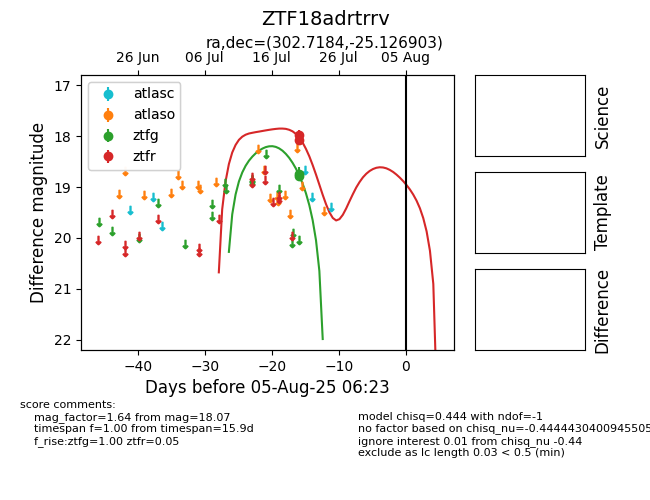 ZTF18adrtrrv
ra,dec=(302.7184,-25.126903)
26 Jun 06 Jul 16 Jul 26 Jul 05 Aug
atlasc
atlaso
ztfg
ztfr
17
18
19
20
21
22
Difference magnitude
−40 −30 −20 −10 0
Days before 05-Aug-25 06:23
Science
Template
Difference
score comments:
mag_factor=1.64 from mag=18.07
timespan f=1.00 from timespan=15.9d
f_rise:ztfg=1.00 ztfr=0.05
model chisq=0.444 with ndof=-1
no factor based on chisq_nu=-0.4444430400945505
ignore interest 0.01 from chisq_nu -0.44
exclude as lc length 0.03 < 0.5 (min)